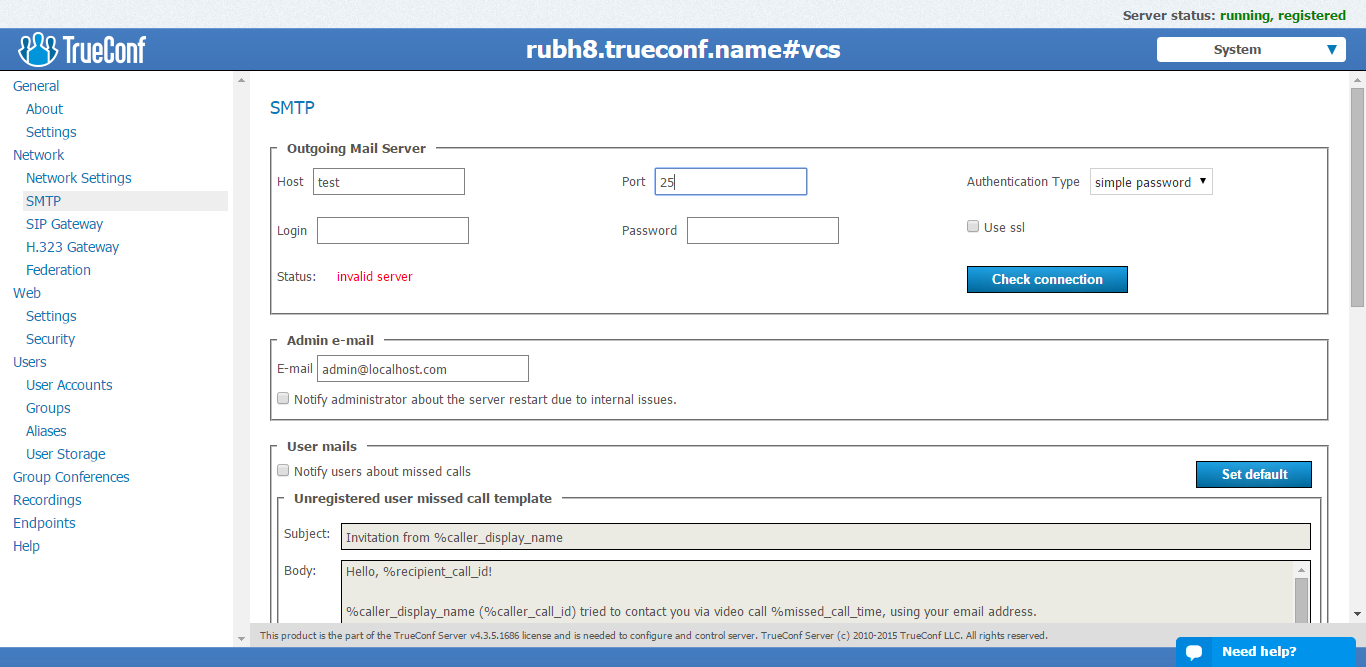 Server status: running, registered
TrueConf
rubh8.trueconf.name#vcs
System
General
About
Settings
Network
Network Settings
SMTP
SIP Gateway
H.323 Gateway
Federation
Web
Settings
Security
Users
User Accounts
Groups
Aliases
User Storage
Group Conferences
Recordings
Endpoints
Help
SMTP
Outgoing Mail Server
Host test Port 25 Authentication Type simple password
Login Password Use ssl
Status: invalid server Check connection
Admin e-mail
E-mail admin@localhost.com
Notify administrator about the server restart due to internal issues.
User mails
Notify users about missed calls Set default
Unregistered user missed call template
Subject: Invitation from %caller_display_name
Body: Hello, %recipient_call_id!
%caller_display_name (%caller_call_id) tried to contact you via video call %missed_call_time, using your email address.
This product is the part of the TrueConf Server v4.3.5.1686 license and is needed to configure and control server. TrueConf Server (c) 2010-2015 TrueConf LLC. All rights reserved.
Need help?